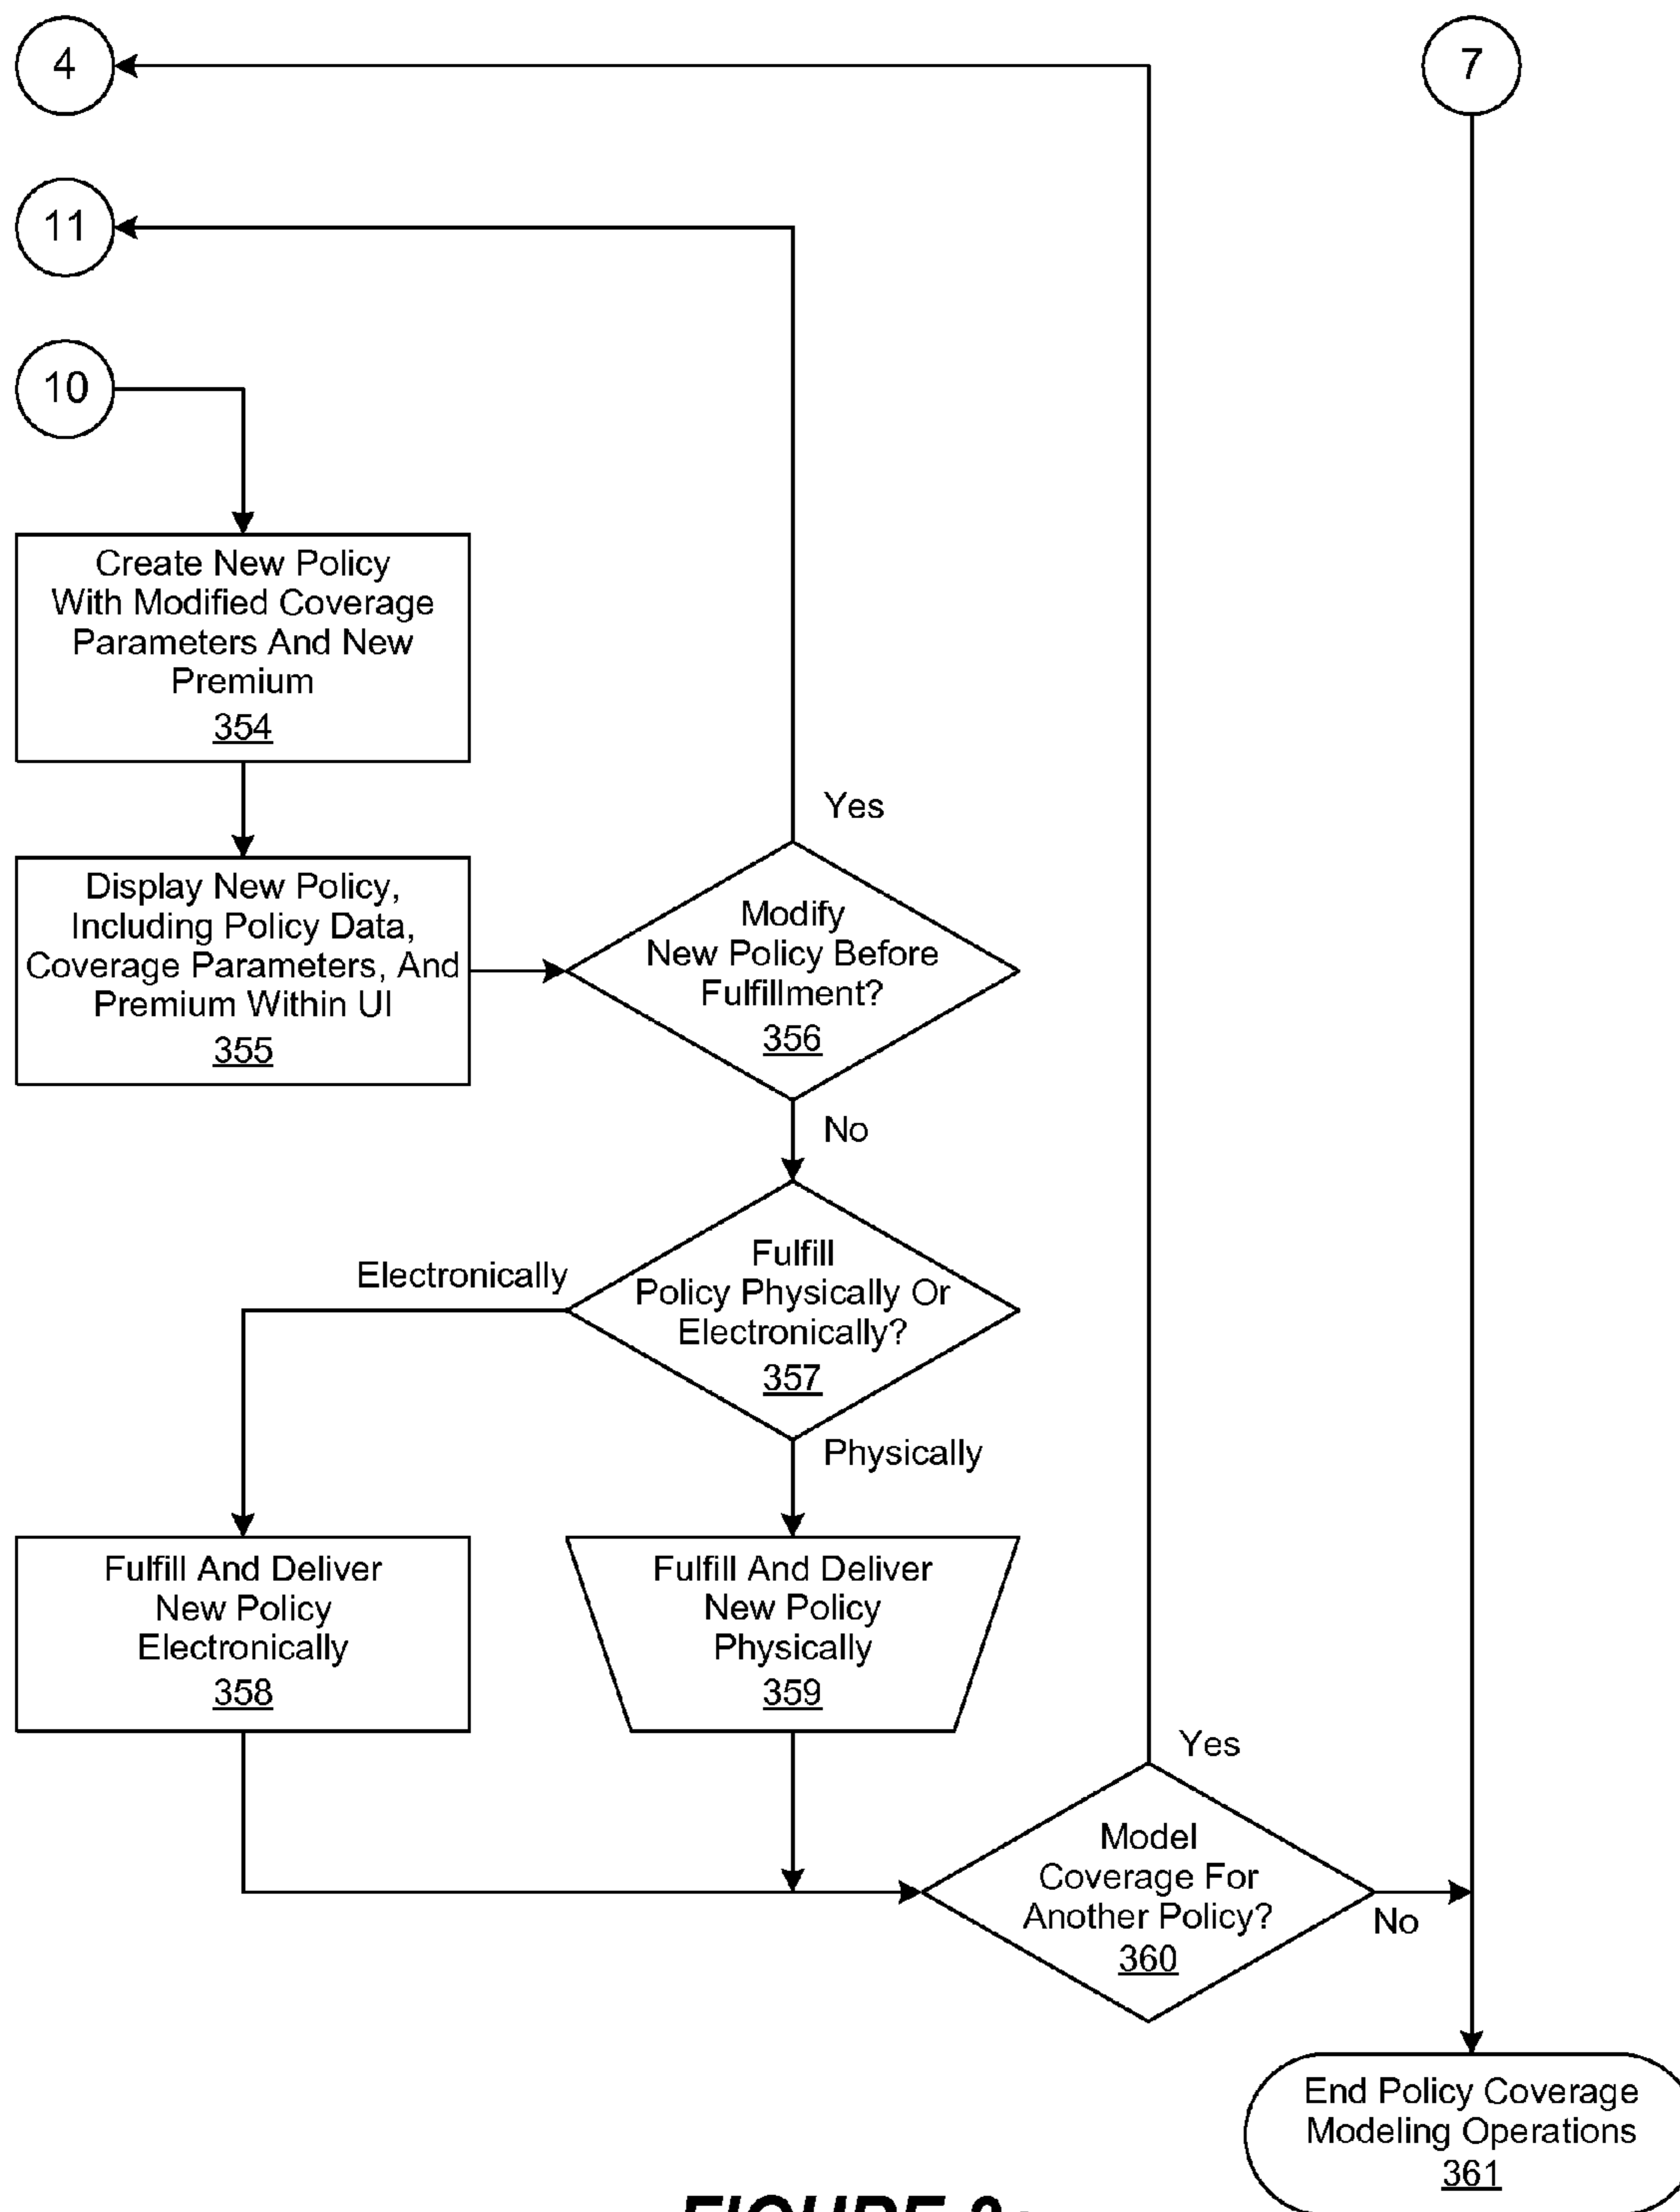 4
7
11
10
Create New Policy
With Modified Coverage
Parameters And New
Premium
354
Yes
Display New Policy,
Including Policy Data,
Coverage Parameters, And
Premium Within UI
355
Modify
New Policy Before
Fulfillment?
356
No
Electronically
Fulfill
Policy Physically Or
Electronically?
357
Physically
Fulfill And Deliver
New Policy
Electronically
358
Fulfill And Deliver
New Policy
Physically
359
Yes
Model
Coverage For
Another Policy?
360
No
End Policy Coverage
Modeling Operations
361
FIGURE